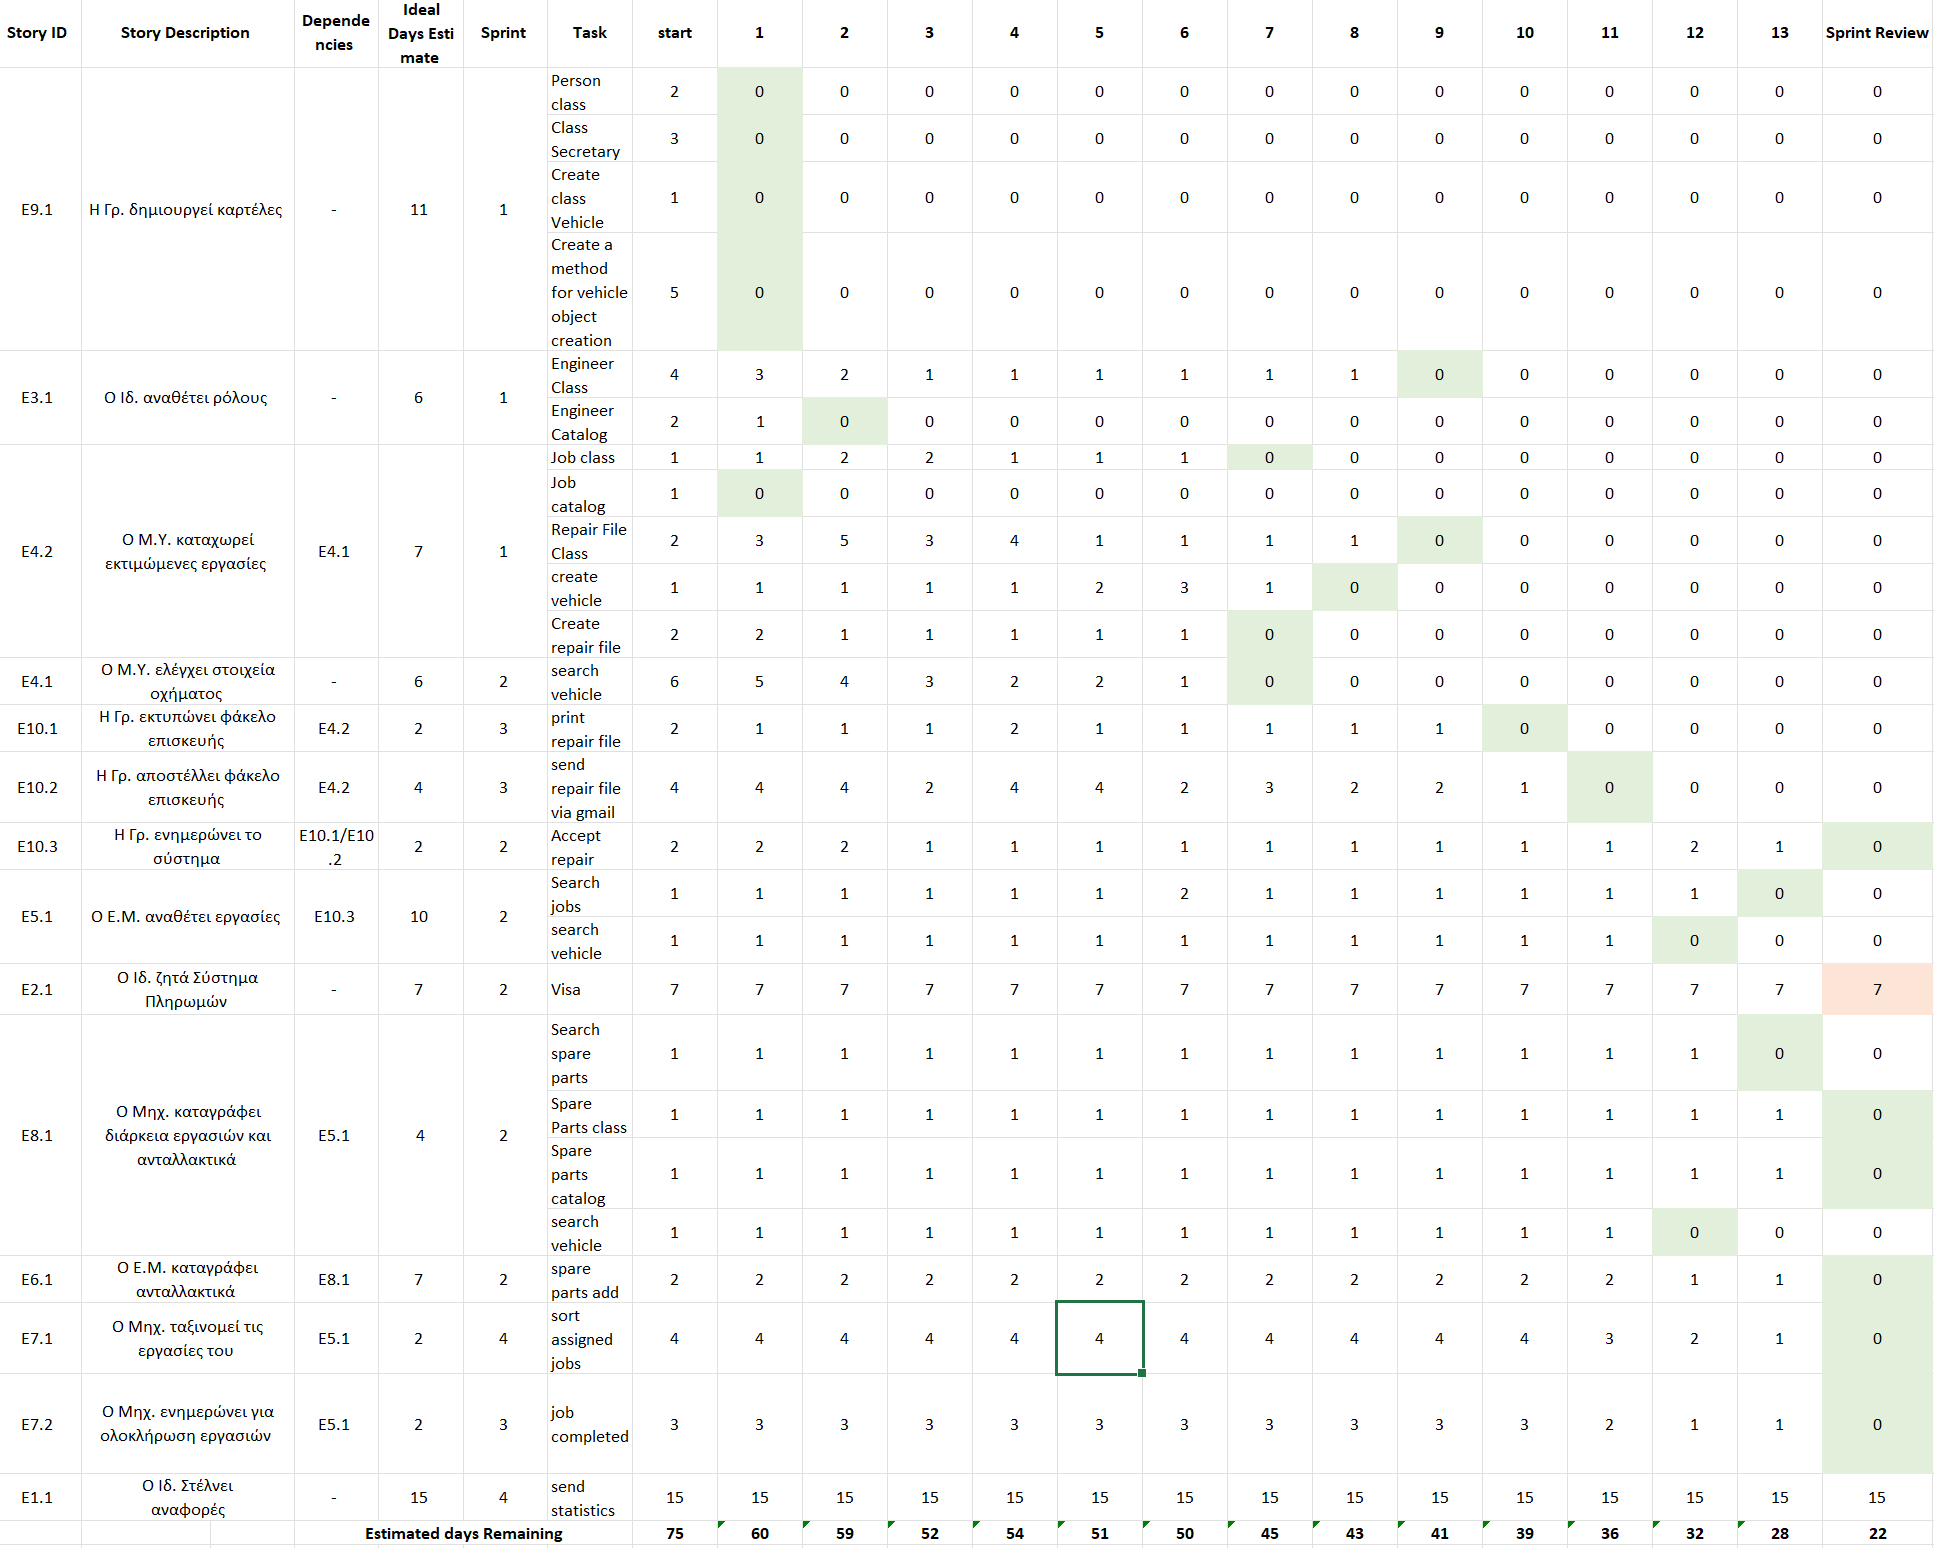 Story ID Story Description Depende ncies Ideal Days Esti mate Sprint Task start 1 2 3 4 5 6 7 8 9 10 11 12 13 Sprint Review
E9.1 Η Γρ. δημιουργεί καρτέλες - 11 1
Person class 2 0 0 0 0 0 0 0 0 0 0 0 0 0 0
Class Secretary 3 0 0 0 0 0 0 0 0 0 0 0 0 0 0
Create class Vehicle 1 0 0 0 0 0 0 0 0 0 0 0 0 0 0
Create a method for vehicle object creation 5 0 0 0 0 0 0 0 0 0 0 0 0 0 0
E3.1 Ο Ιδ. αναθέτει ρόλους - 6 1
Engineer Class 4 3 2 1 1 1 1 1 1 0 0 0 0 0 0
Engineer Catalog 2 1 0 0 0 0 0 0 0 0 0 0 0 0 0
E4.2 Ο Μ.Υ. καταχωρεί εκτιμώμενες εργασίες E4.1 7 1
Job class 1 1 2 2 1 1 1 0 0 0 0 0 0 0 0
Job catalog 1 0 0 0 0 0 0 0 0 0 0 0 0 0 0
Repair File Class 2 3 5 3 4 1 1 1 1 0 0 0 0 0 0
create vehicle 1 1 1 1 1 2 3 1 0 0 0 0 0 0 0
Create repair file 2 2 1 1 1 1 1 0 0 0 0 0 0 0 0
E4.1 Ο Μ.Υ. ελέγχει στοιχεία οχήματος - 6 2 search vehicle 6 5 4 3 2 2 1 0 0 0 0 0 0 0 0
E10.1 Η Γρ. εκτυπώνει φάκελο επισκευής E4.2 2 3 print repair file 2 1 1 1 2 1 1 1 1 1 0 0 0 0 0
E10.2 Η Γρ. αποστέλλει φάκελο επισκευής E4.2 4 3 send repair file via gmail 4 4 4 2 4 4 2 3 2 2 1 0 0 0 0
E10.3 Η Γρ. ενημερώνει το σύστημα E10.1/E10 .2 2 2 Accept repair 2 2 2 1 1 1 1 1 1 1 1 1 2 1 0
E5.1 Ο Ε.Μ. αναθέτει εργασίες E10.3 10 2
Search jobs 1 1 1 1 1 1 2 1 1 1 1 1 1 0 0
search vehicle 1 1 1 1 1 1 1 1 1 1 1 1 0 0 0
E2.1 Ο Ιδ. ζητά Σύστημα Πληρωμών - 7 2 Visa 7 7 7 7 7 7 7 7 7 7 7 7 7 7 7
E8.1 Ο Μηχ. καταγράφει διάρκεια εργασιών και ανταλλακτικά E5.1 4 2
Search spare parts 1 1 1 1 1 1 1 1 1 1 1 1 1 0 0
Spare Parts class 1 1 1 1 1 1 1 1 1 1 1 1 1 1 0
Spare parts catalog 1 1 1 1 1 1 1 1 1 1 1 1 1 1 0
search vehicle 1 1 1 1 1 1 1 1 1 1 1 1 0 0 0
E6.1 Ο Ε.Μ. καταγράφει ανταλλακτικά E8.1 7 2 spare parts add 2 2 2 2 2 2 2 2 2 2 2 2 1 1 0
E7.1 Ο Μηχ. ταξινομεί τις εργασίες του E5.1 2 4 sort assigned jobs 4 4 4 4 4 4 4 4 4 4 4 3 2 1 0
E7.2 Ο Μηχ. ενημερώνει για ολοκλήρωση εργασιών E5.1 2 3 job completed 3 3 3 3 3 3 3 3 3 3 3 2 1 1 0
E1.1 Ο Ιδ. Στέλνει αναφορές - 15 4 send statistics 15 15 15 15 15 15 15 15 15 15 15 15 15 15 15
Estimated days Remaining 75 60 59 52 54 51 50 45 43 41 39 36 32 28 22